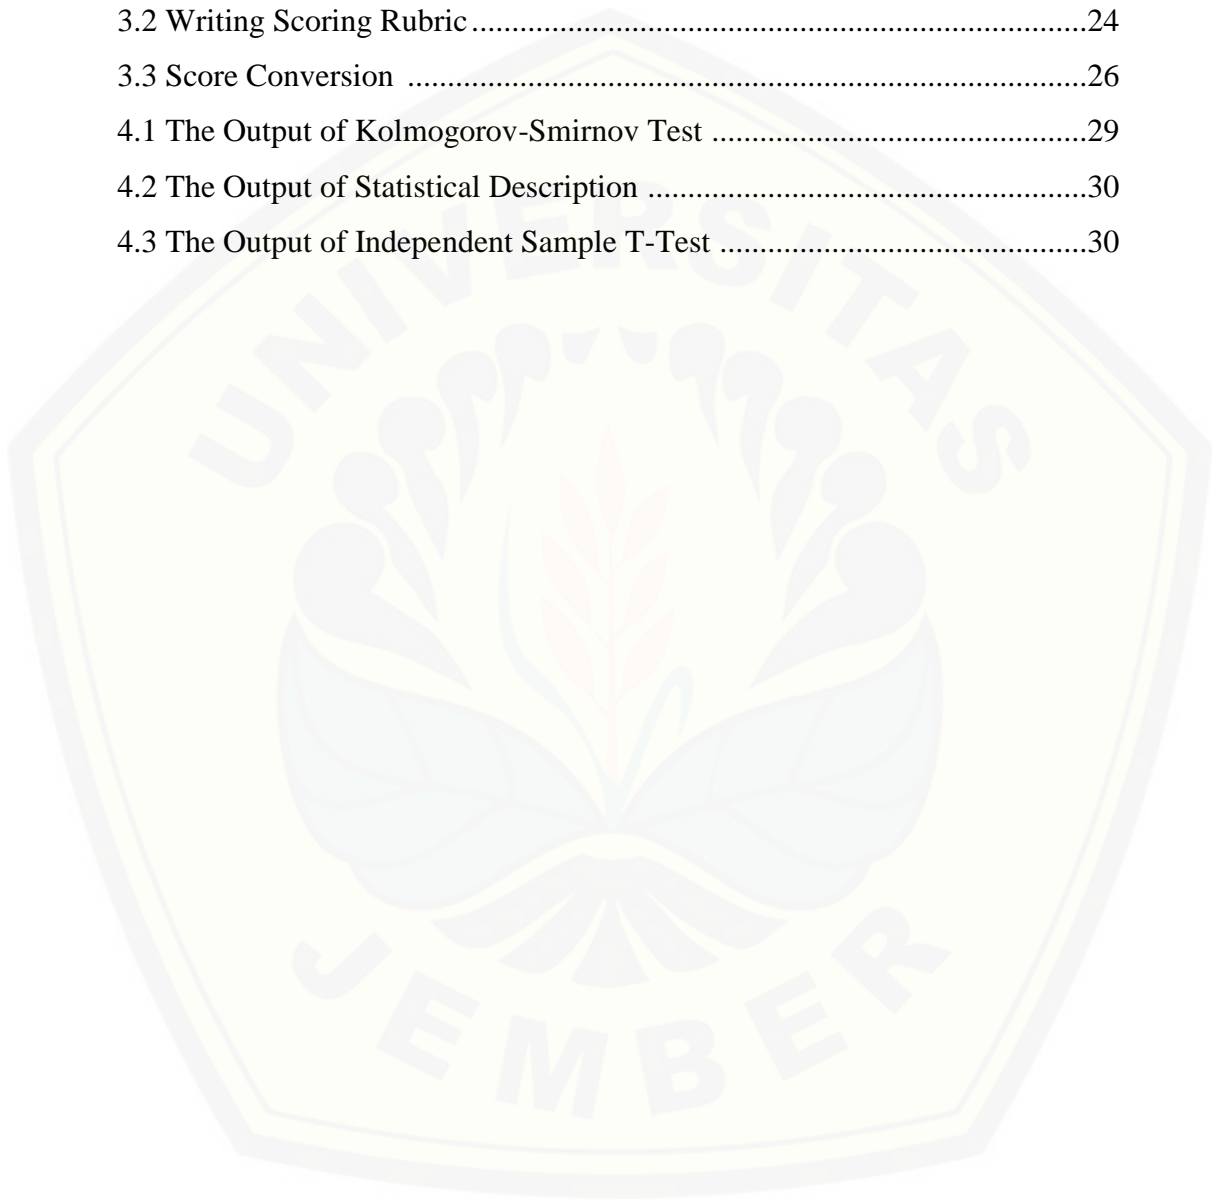 3.2 Writing Scoring Rubric ........................................................................................24
3.3 Score Conversion .................................................................................................26
4.1 The Output of Kolmogorov-Smirnov Test ......................................................29
4.2 The Output of Statistical Description ...............................................................30
4.3 The Output of Independent Sample T-Test .....................................................30
UNIVERSITAS
JEMBER